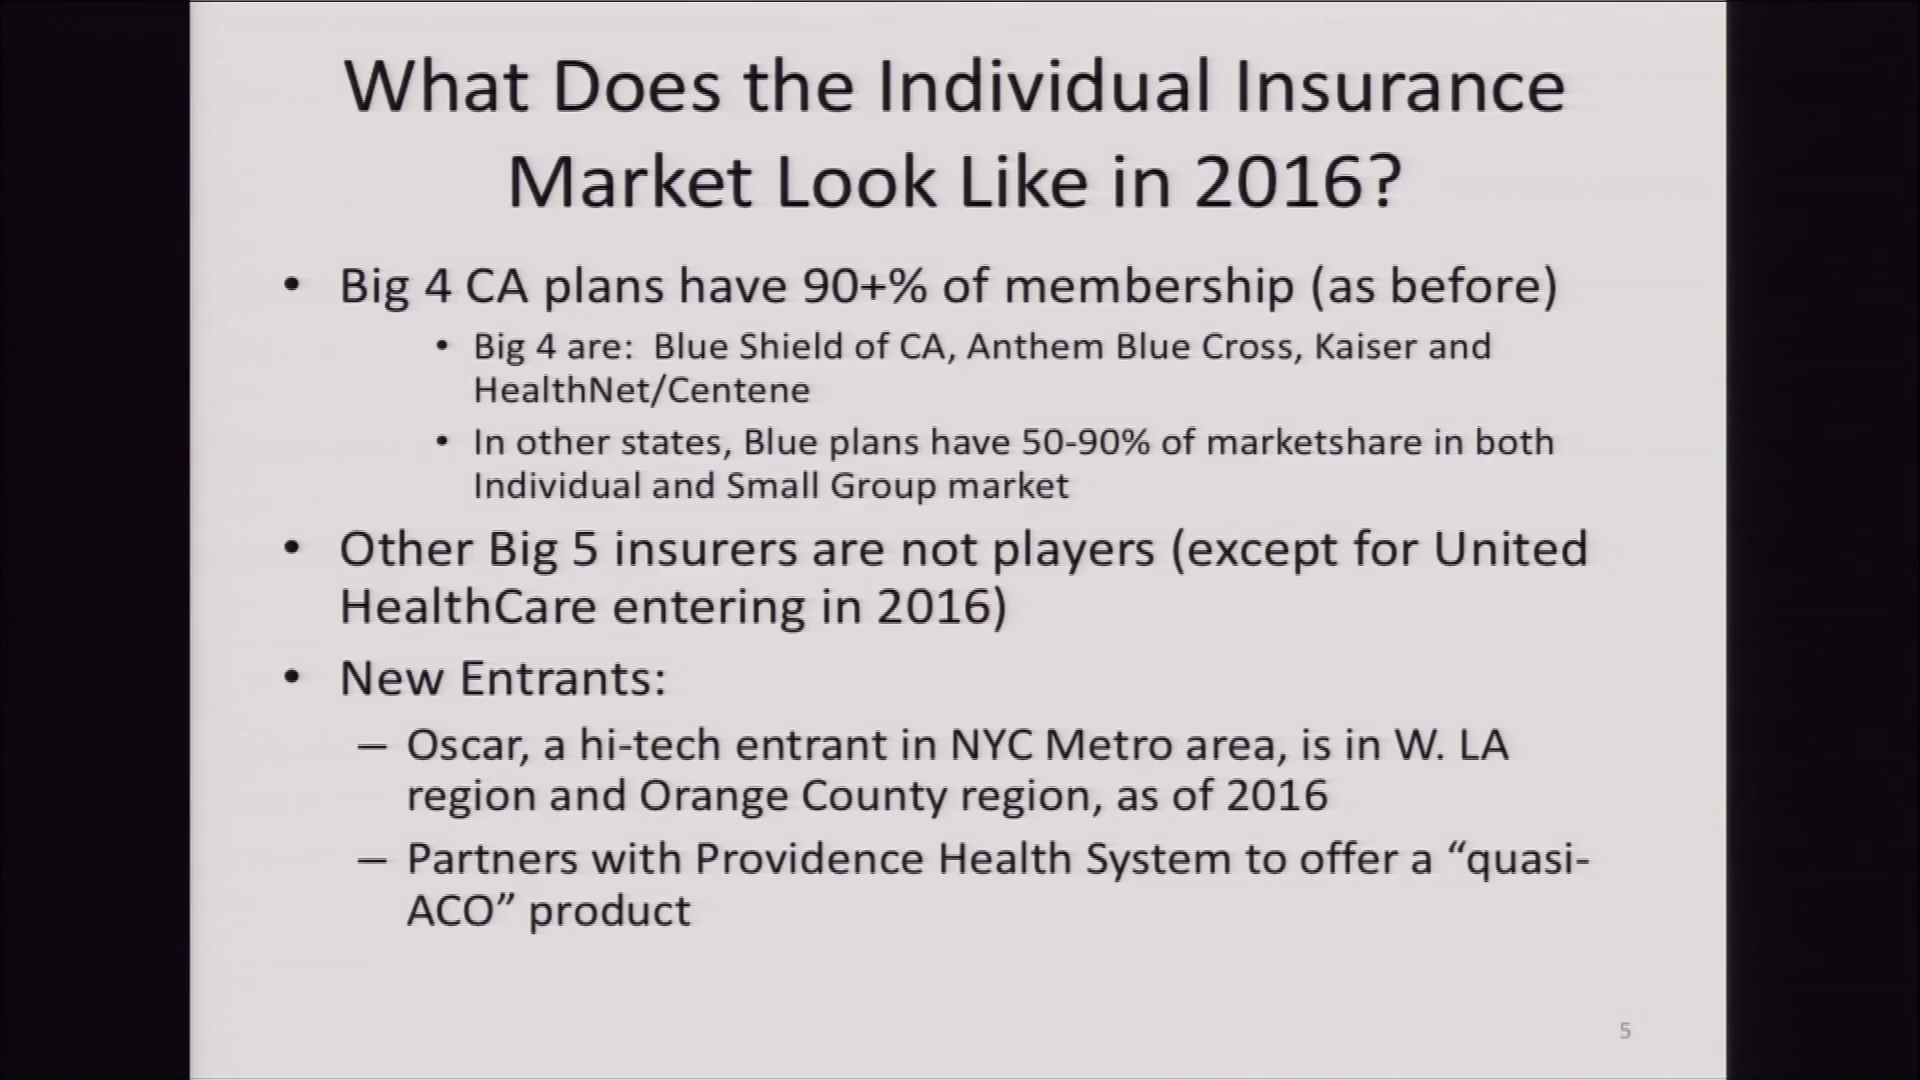 What Does the Individual Insurance
Market Look Like in 2016?
• Big 4 CA plans have 90+% of membership (as before)
• Big 4 are:  Blue Shield of CA, Anthem Blue Cross, Kaiser and
HealthNet/Centene
• In other states, Blue plans have 50-90% of marketshare in both
Individual and Small Group market
• Other Big 5 insurers are not players (except for United
HealthCare entering in 2016)
• New Entrants:
– Oscar, a hi-tech entrant in NYC Metro area, is in W. LA
region and Orange County region, as of 2016
– Partners with Providence Health System to offer a “quasi-
ACO” product
5